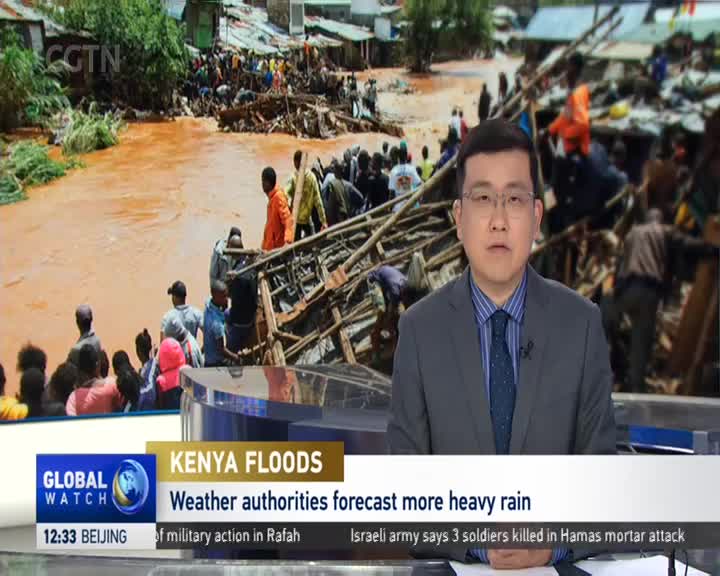 CGTN
KENYA FLOODS
GLOBAL
WATCH
Weather authorities forecast more heavy rain
12:33 BEIJING
of military action in Rafah Israeli army says 3 soldiers killed in Hamas mortar attack